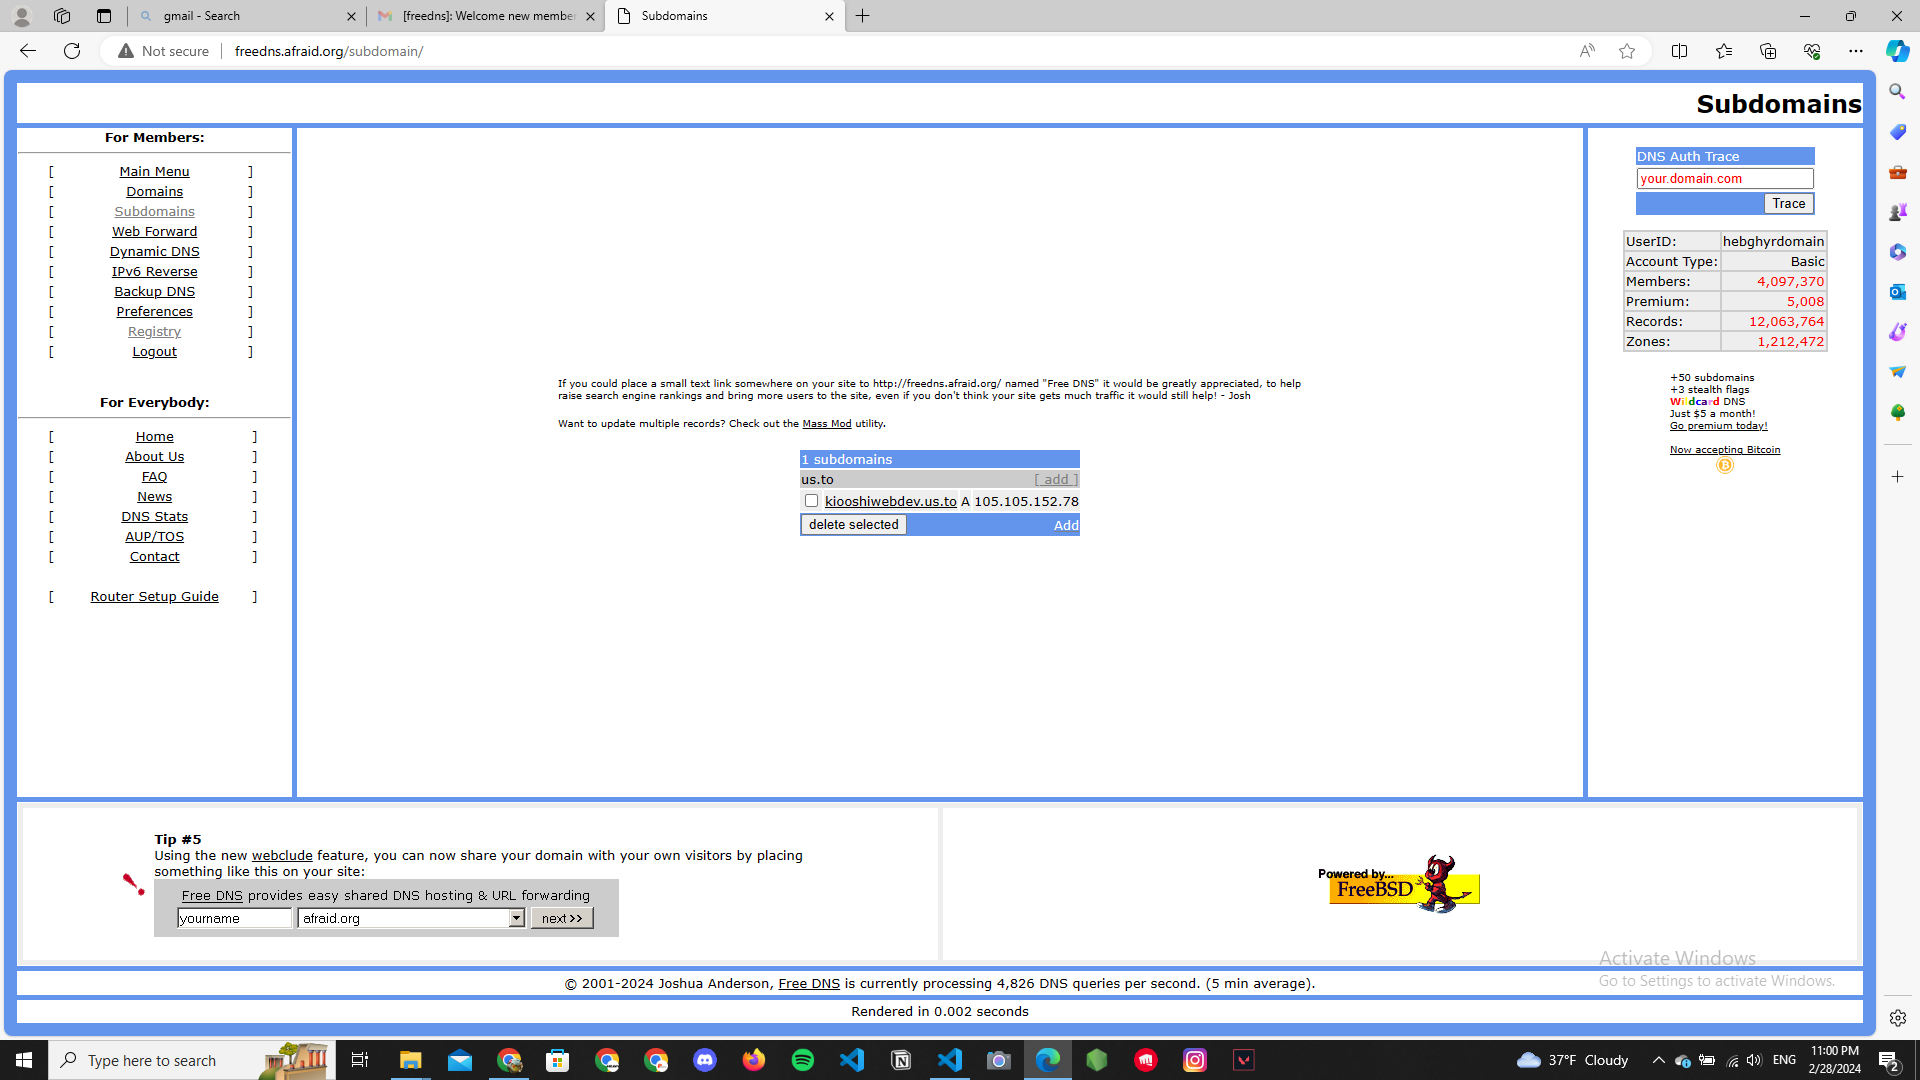 gmail - Search
[freedns]: Welcome new member
Subdomains
Not secure
freedns.afraid.org/subdomain/
Subdomains
For Members:
[ Main Menu ]
[ Domains ]
[ Subdomains ]
[ Web Forward ]
[ Dynamic DNS ]
[ IPv6 Reverse ]
[ Backup DNS ]
[ Preferences ]
[ Registry ]
[ Logout ]
For Everybody:
[ Home ]
[ About Us ]
[ FAQ ]
[ News ]
[ DNS Stats ]
[ AUP/TOS ]
[ Contact ]
[ Router Setup Guide ]
If you could place a small text link somewhere on your site to http://freedns.afraid.org/ named "Free DNS" it would be greatly appreciated, to help
raise search engine rankings and bring more users to the site, even if you don't think your site gets much traffic it would still help! - Josh
Want to update multiple records? Check out the Mass Mod utility.
1 subdomains
us.to [ add ]
kiooshiwebdev.us.to A 105.105.152.78
delete selected Add
DNS Auth Trace
your.domain.com
Trace
UserID: hebghyrdomain
Account Type: Basic
Members: 4,097,370
Premium: 5,008
Records: 12,063,764
Zones: 1,212,472
+50 subdomains
+3 stealth flags
Wildcard DNS
Just $5 a month!
Go premium today!
Now accepting Bitcoin
Tip #5
Using the new webclude feature, you can now share your domain with your own visitors by placing
something like this on your site:
Free DNS provides easy shared DNS hosting & URL forwarding
yourname afraid.org next >>
Powered by...
FreeBSD
Activate Windows
Go to Settings to activate Windows.
© 2001-2024 Joshua Anderson, Free DNS is currently processing 4,826 DNS queries per second. (5 min average).
Rendered in 0.002 seconds
Type here to search
37°F Cloudy
ENG
11:00 PM
2/28/2024
2